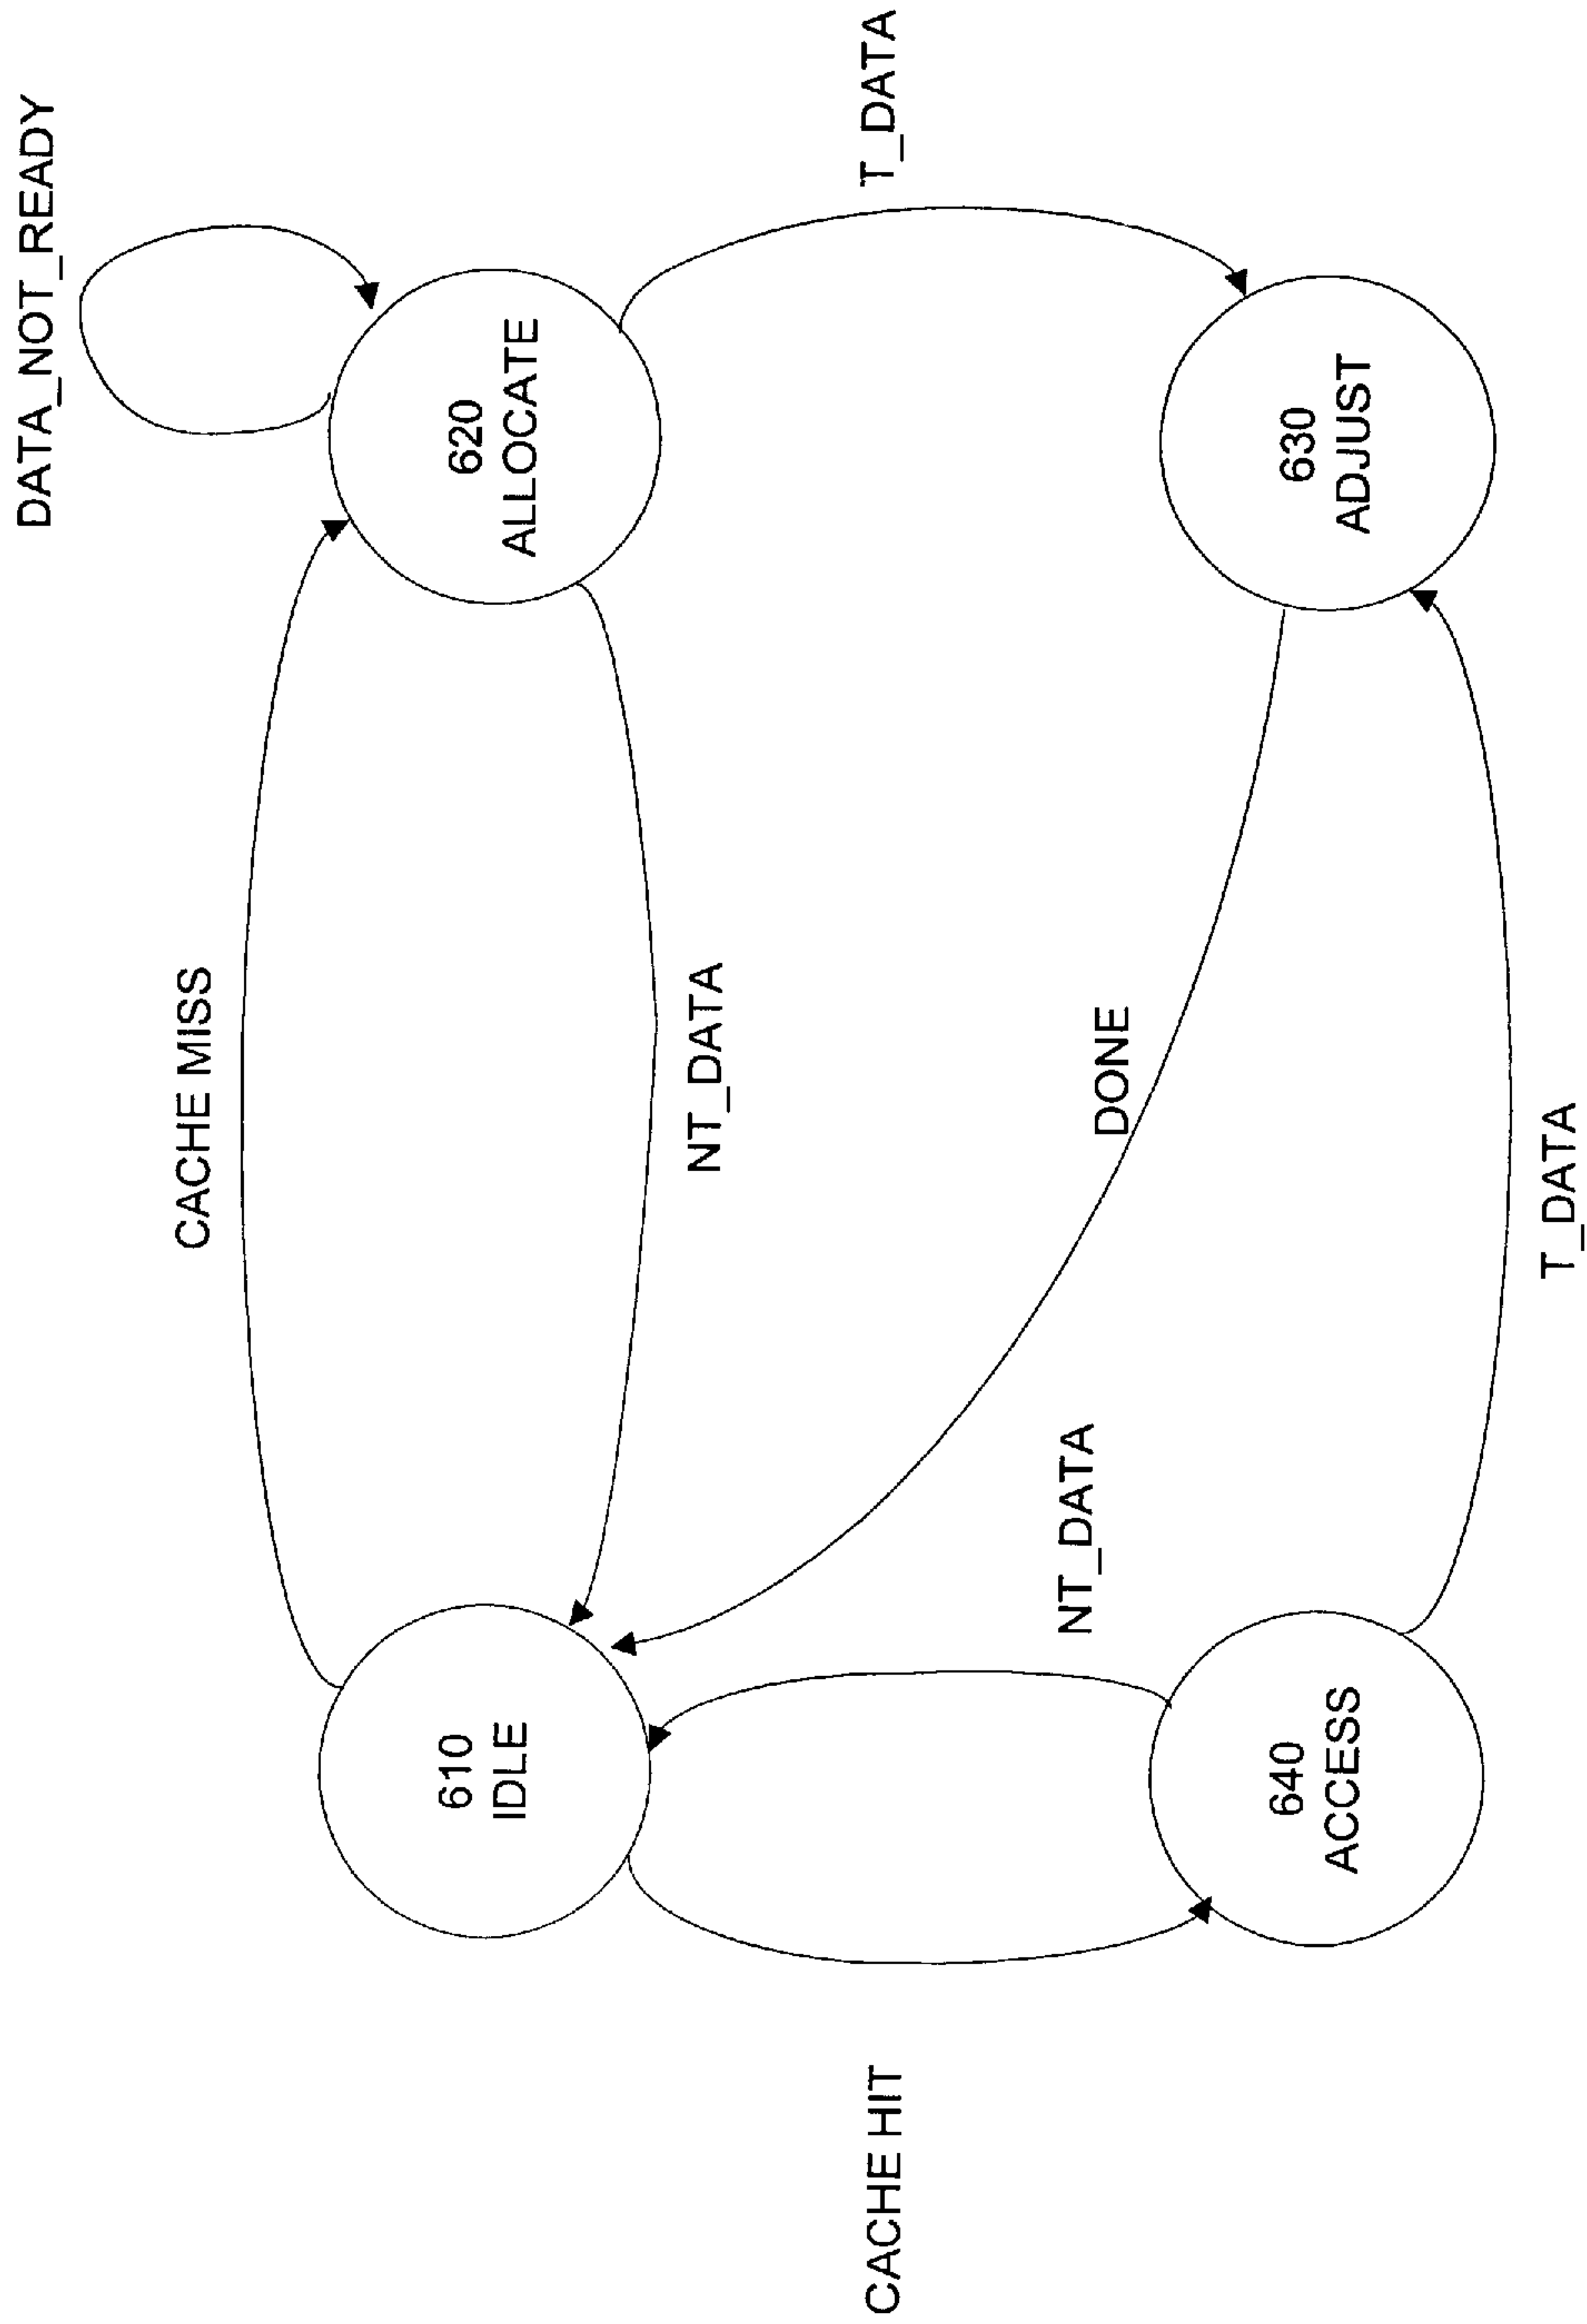 DATA_NOT_READY
CACHE MISS
610
IDLE
620
ALLOCATE
NT_DATA
CACHE HIT
T_DATA
NT_DATA
DONE
640
ACCESS
630
ADJUST
T_DATA